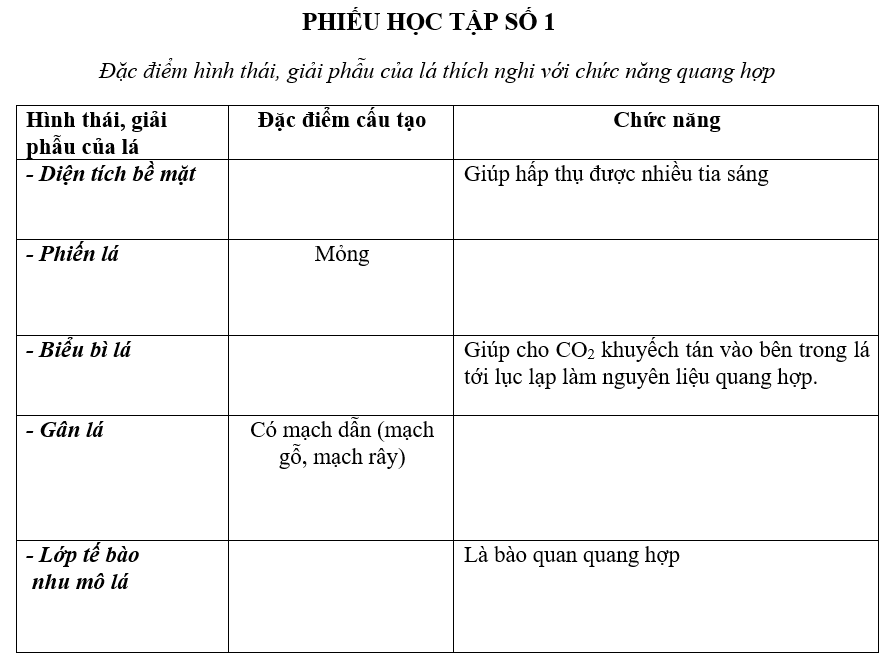 PHIẾU HỌC TẬP SỐ 1
Đặc điểm hình thái, giải phẫu của lá thích nghi với chức năng quang hợp
Hình thái, giải
phẫu của lá
Đặc điểm cấu tạo
Chức năng
- Diện tích bề mặt
Giúp hấp thụ được nhiều tia sáng
- Phiến lá
Mỏng
- Biểu bì lá
Giúp cho CO₂ khuyếch tán vào bên trong lá
tới lục lạp làm nguyên liệu quang hợp.
- Gân lá
Có mạch dẫn (mạch
gỗ, mạch rây)
- Lớp tế bào
nhu mô lá
Là bào quan quang hợp